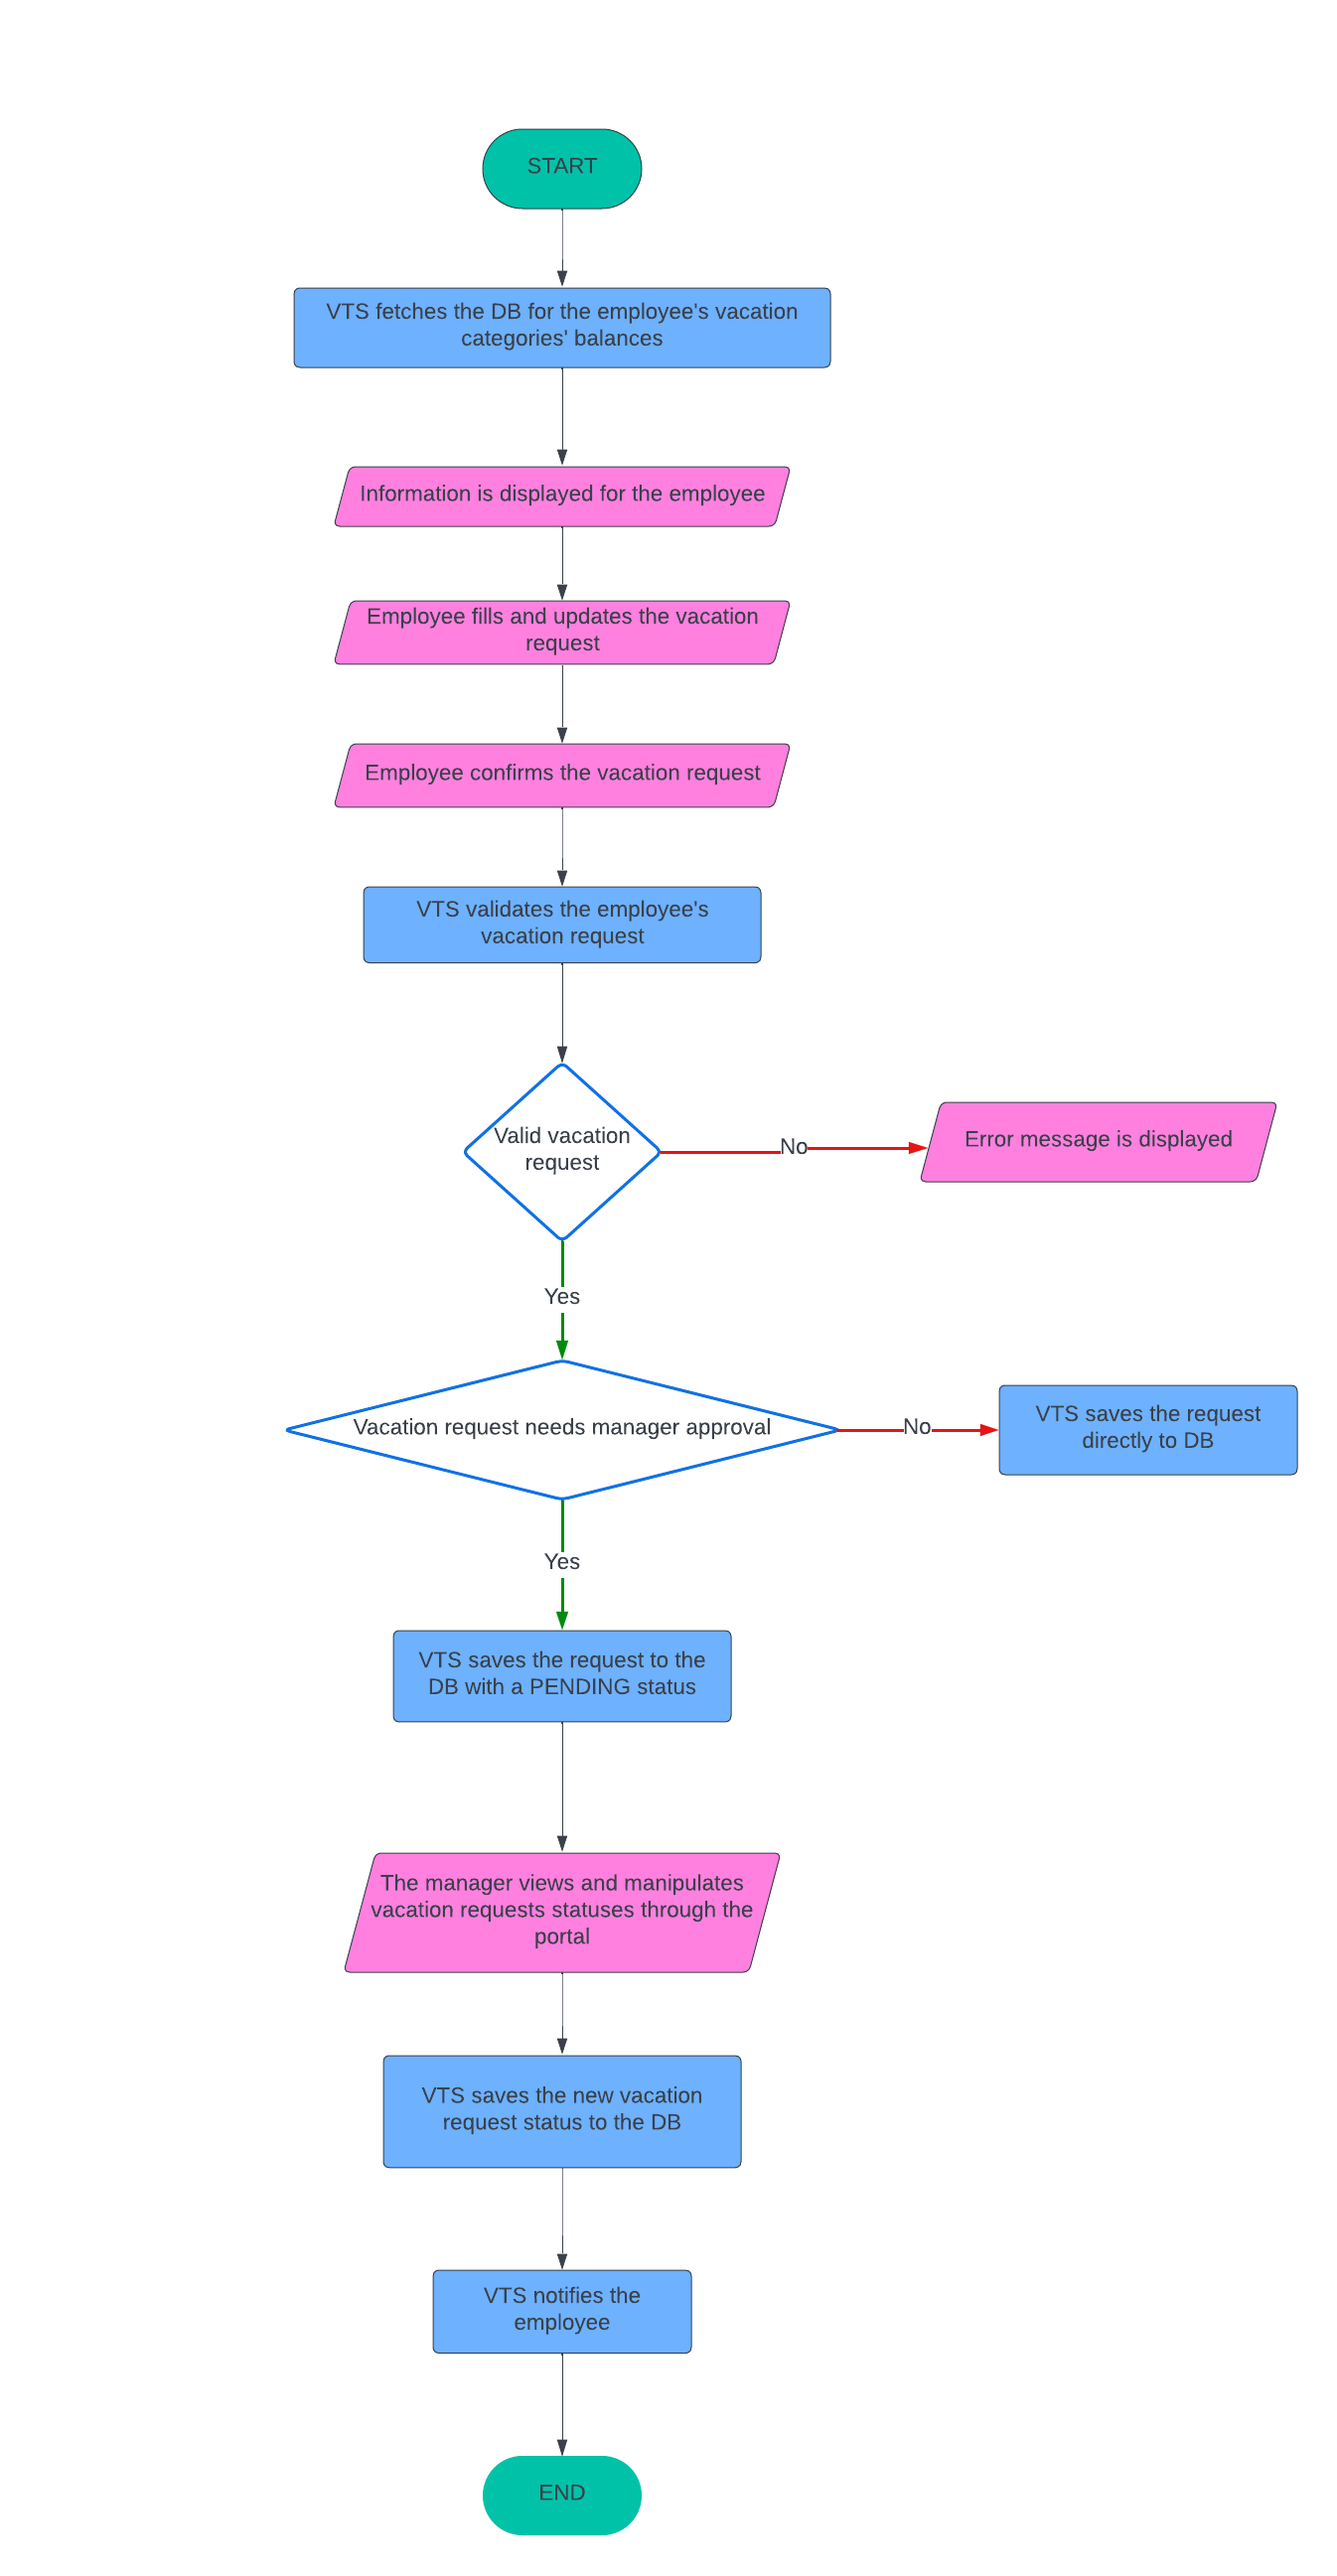 START
VTS fetches the DB for the employee's vacation
categories' balances
Information is displayed for the employee
Employee fills and updates the vacation
request
Employee confirms the vacation request
VTS validates the employee's
vacation request
Valid vacation
request
No
Error message is displayed
Yes
Vacation request needs manager approval
No
VTS saves the request
directly to DB
Yes
VTS saves the request to the
DB with a PENDING status
The manager views and manipulates
vacation requests statuses through the
portal
VTS saves the new vacation
request status to the DB
VTS notifies the
employee
END